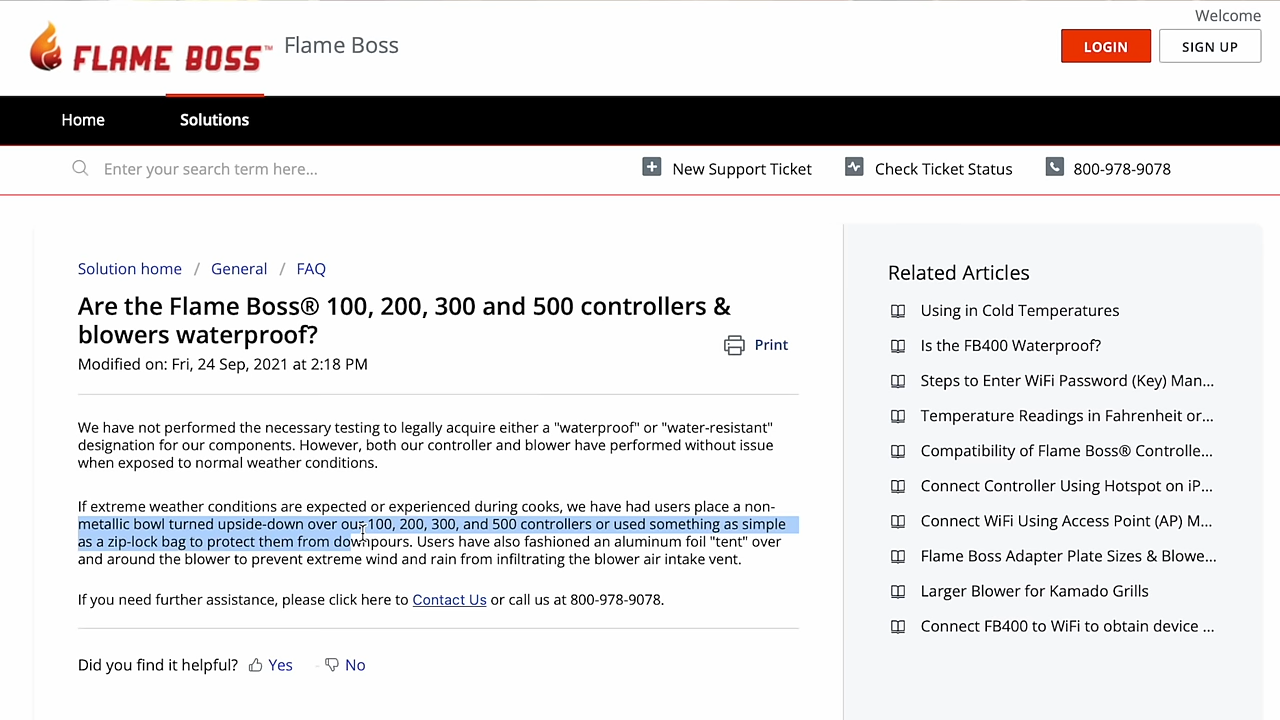 Welcome
FLAME BOSS™ Flame Boss
LOGIN SIGN UP
Home Solutions
Enter your search term here... New Support Ticket Check Ticket Status 800-978-9078
Solution home / General / FAQ
Are the Flame Boss® 100, 200, 300 and 500 controllers &
blowers waterproof?
Print
Modified on: Fri, 24 Sep, 2021 at 2:18 PM
We have not performed the necessary testing to legally acquire either a "waterproof" or "water-resistant"
designation for our components. However, both our controller and blower have performed without issue
when exposed to normal weather conditions.
If extreme weather conditions are expected or experienced during cooks, we have had users place a non-
metallic bowl turned upside-down over our 100, 200, 300, and 500 controllers or used something as simple
as a zip-lock bag to protect them from downpours. Users have also fashioned an aluminum foil "tent" over
and around the blower to prevent extreme wind and rain from infiltrating the blower air intake vent.
If you need further assistance, please click here to Contact Us or call us at 800-978-9078.
Did you find it helpful? Yes No
Related Articles
Using in Cold Temperatures
Is the FB400 Waterproof?
Steps to Enter WiFi Password (Key) Man...
Temperature Readings in Fahrenheit or...
Compatibility of Flame Boss® Controlle...
Connect Controller Using Hotspot on iP...
Connect WiFi Using Access Point (AP) M...
Flame Boss Adapter Plate Sizes & Blowe...
Larger Blower for Kamado Grills
Connect FB400 to WiFi to obtain device ...